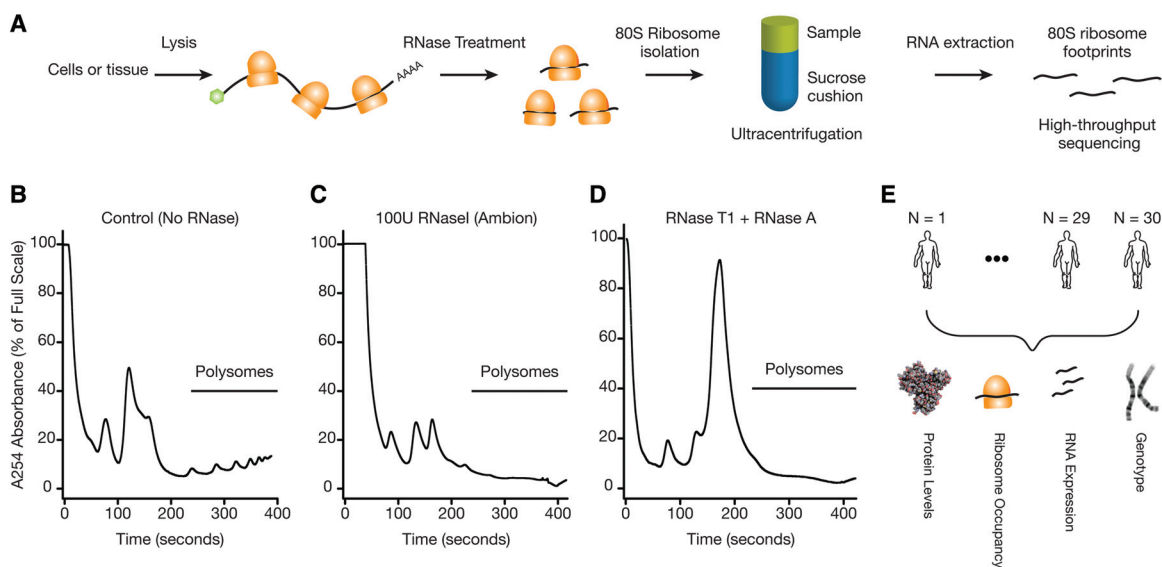 A
Lysis
Cells or tissue
AAAA
RNase Treatment
80S Ribosome
isolation
Sample
Sucrose
cushion
Ultracentrifugation
RNA extraction
80S ribosome
footprints
High-throughput
sequencing
B
Control (No RNase)
A254 Absorbance (% of Full Scale)
100
80
60
40
20
0
Polysomes
0
100
200
300
400
Time (seconds)
C
100U RNaseI (Ambion)
100
80
60
40
20
0
Polysomes
0
100
200
300
400
Time (seconds)
D
RNase T1 + RNase A
100
80
60
40
20
0
Polysomes
0
100
200
300
400
Time (seconds)
E
N = 1
N = 29
N = 30
Protein Levels
Ribosome Occupancy
RNA Expression
Genotype